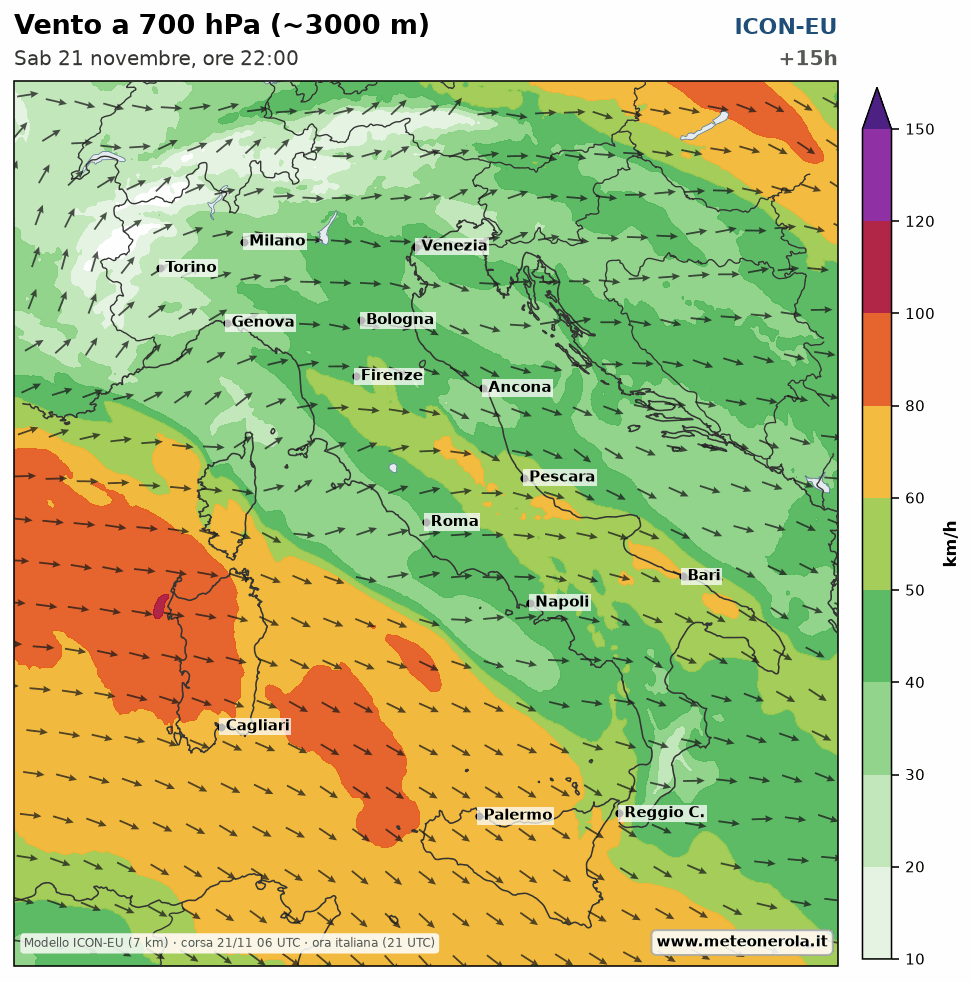 Vento a 700 hPa (~3000 m)
ICON-EU
Sab 21 novembre, ore 22:00
+15h
150
120
100
80
60
50
40
30
20
10
km/h
Milano
Venezia
Torino
Genova
Bologna
Firenze
Ancona
Pescara
Roma
Bari
Napoli
Cagliari
Palermo
Reggio C.
Modello ICON-EU (7 km) · corsa 21/11 06 UTC · ora italiana (21 UTC)
www.meteonerola.it